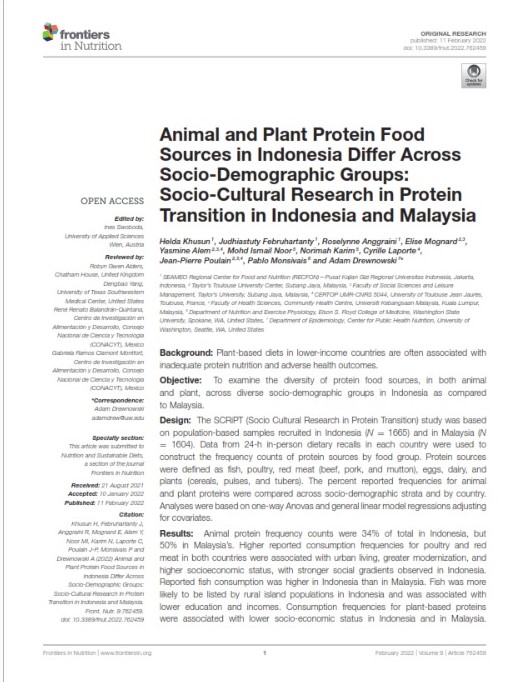 frontiers
in Nutrition
ORIGINAL RESEARCH
published: 11 February 2022
doi: 10.3389/fnut.2022.762459
Check for
updates
Animal and Plant Protein Food
Sources in Indonesia Differ Across
Socio-Demographic Groups:
Socio-Cultural Research in Protein
Transition in Indonesia and Malaysia
Helda Khusun 1, Judhiastuty Februhartanty 1, Roselynne Anggraini 1, Elise Mognard 2,3,
Yasmine Alem 2,3,4, Mohd Ismail Noor 3, Norimah Karim 5, Cyrille Laporte 4,
Jean-Pierre Poulain 2,3,4, Pablo Monsivais 6 and Adam Drewnowski 7*
1 SEAMEO Regional Center for Food and Nutrition (RECFON) – Pusat Kajian Gizi Regional Universitas Indonesia, Jakarta,
Indonesia, 2 Taylor's Toulouse University Center, Subang Jaya, Malaysia, 3 Faculty of Social Sciences and Leisure
Management, Taylor's University, Subang Jaya, Malaysia, 4 CERTOP UMR-CNRS 5044, University of Toulouse Jean Jaurès,
Toulouse, France, 5 Faculty of Health Sciences, Community Health Centre, Universiti Kebangsaan Malaysia, Kuala Lumpur,
Malaysia, 6 Department of Nutrition and Exercise Physiology, Elson S. Floyd College of Medicine, Washington State
University, Spokane, WA, United States, 7 Department of Epidemiology, Center for Public Health Nutrition, University of
Washington, Seattle, WA, United States
OPEN ACCESS
Edited by:
Ines Swoboda,
University of Applied Sciences
Wien, Austria
Reviewed by:
Robyn Gwen Alders,
Chatham House, United Kingdom
Dengbao Yang,
University of Texas Southwestern
Medical Center, United States
René Renato Balandrán-Quintana,
Centro de Investigación en
Alimentación y Desarrollo, Consejo
Nacional de Ciencia y Tecnología
(CONACYT), Mexico
Gabriela Ramos Clamont Montfort,
Centro de Investigación en
Alimentación y Desarrollo, Consejo
Nacional de Ciencia y Tecnología
(CONACYT), Mexico
*Correspondence:
Adam Drewnowski
adamdrew@uw.edu
Specialty section:
This article was submitted to
Nutrition and Sustainable Diets,
a section of the journal
Frontiers in Nutrition
Received: 21 August 2021
Accepted: 10 January 2022
Published: 11 February 2022
Citation:
Khusun H, Februhartanty J,
Anggraini R, Mognard E, Alem Y,
Noor MI, Karim N, Laporte C,
Poulain J-P, Monsivais P and
Drewnowski A (2022) Animal and
Plant Protein Food Sources in
Indonesia Differ Across
Socio-Demographic Groups:
Socio-Cultural Research in Protein
Transition in Indonesia and Malaysia.
Front. Nutr. 9:762459.
doi: 10.3389/fnut.2022.762459
Background: Plant-based diets in lower-income countries are often associated with
inadequate protein nutrition and adverse health outcomes.
Objective: To examine the diversity of protein food sources, in both animal
and plant, across diverse socio-demographic groups in Indonesia as compared
to Malaysia.
Design: The SCRIPT (Socio Cultural Research in Protein Transition) study was based
on population-based samples recruited in Indonesia (N = 1665) and in Malaysia (N
= 1604). Data from 24-h in-person dietary recalls in each country were used to
construct the frequency counts of protein sources by food group. Protein sources
were defined as fish, poultry, red meat (beef, pork, and mutton), eggs, dairy, and
plants (cereals, pulses, and tubers). The percent reported frequencies for animal
and plant proteins were compared across socio-demographic strata and by country.
Analyses were based on one-way Anovas and general linear model regressions adjusting
for covariates.
Results: Animal protein frequency counts were 34% of total in Indonesia, but
50% in Malaysia's. Higher reported consumption frequencies for poultry and red
meat in both countries were associated with urban living, greater modernization, and
higher socioeconomic status, with stronger social gradients observed in Indonesia.
Reported fish consumption was higher in Indonesia than in Malaysia. Fish was more
likely to be listed by rural island populations in Indonesia and was associated with
lower education and incomes. Consumption frequencies for plant-based proteins
were associated with lower socio-economic status in Indonesia and in Malaysia.
Frontiers in Nutrition | www.frontiersin.org
1
February 2022 | Volume 9 | Article 762459